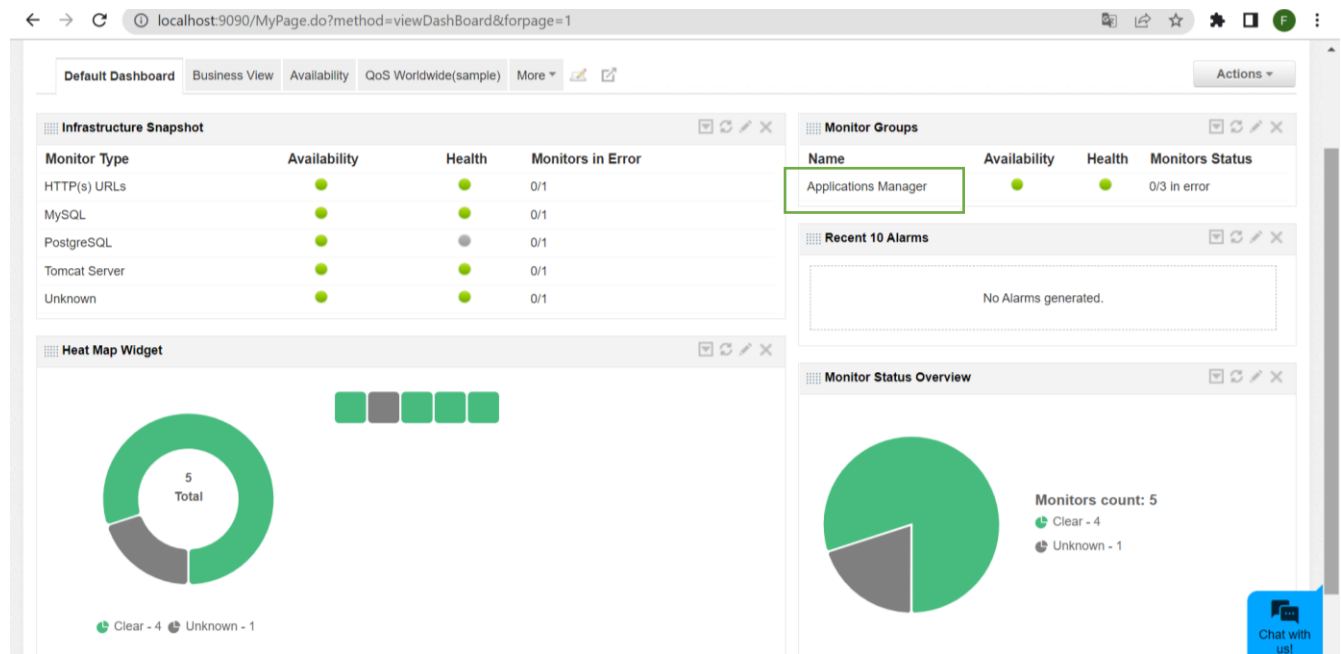 localhost:9090/MyPage.do?method=viewDashBoard&forpage=1
F
Default Dashboard Business View Availability QoS Worldwide(sample) More
Actions
Infrastructure Snapshot
Monitor Type Availability Health Monitors in Error
HTTP(s) URLs 0/1
MySQL 0/1
PostgreSQL 0/1
Tomcat Server 0/1
Unknown 0/1
Heat Map Widget
5
Total
Clear - 4 Unknown - 1
Monitor Groups
Name Availability Health Monitors Status
Applications Manager 0/3 in error
Recent 10 Alarms
No Alarms generated.
Monitor Status Overview
Monitors count: 5
Clear - 4
Unknown - 1
Chat with
us!